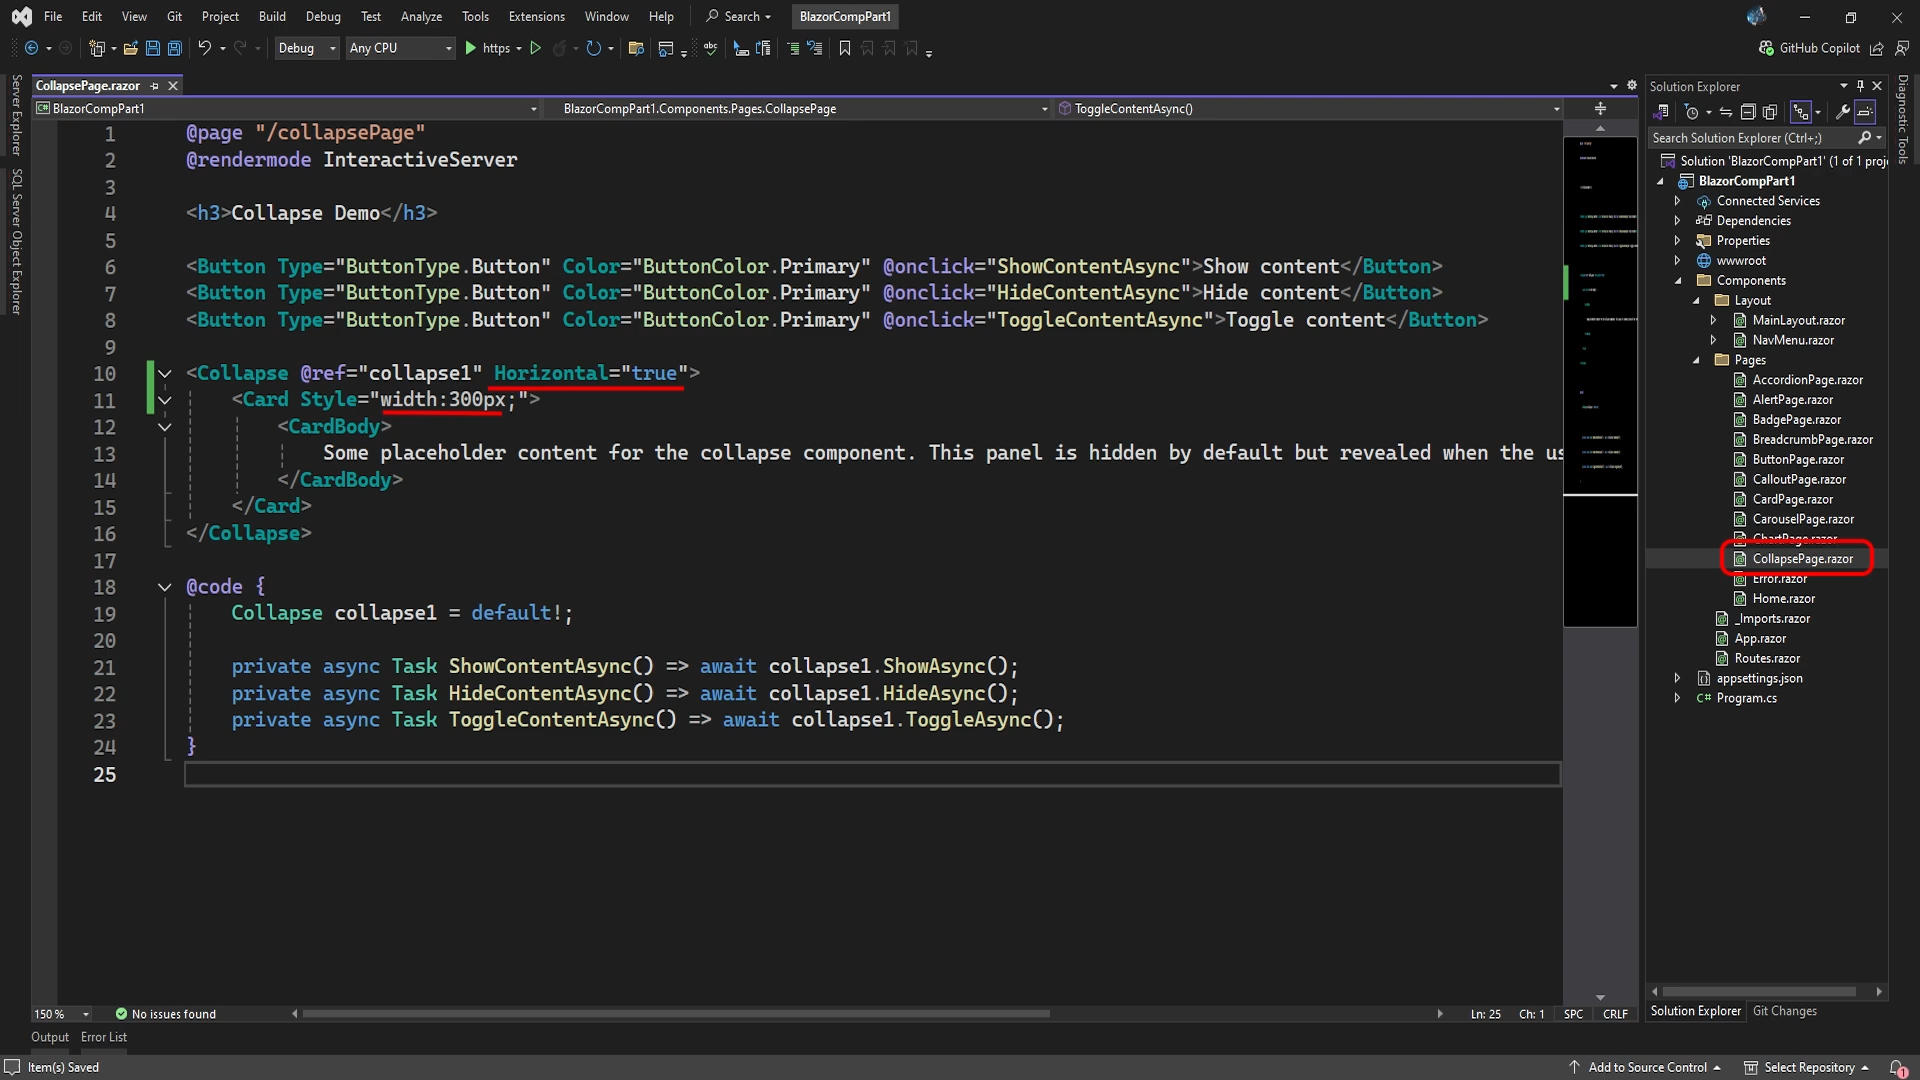 File Edit View Git Project Build Debug Test Analyze Tools Extensions Window Help Search BlazorCompPart1
Debug Any CPU https GitHub Copilot
CollapsePage.razor
BlazorCompPart1 BlazorCompPart1.Components.Pages.CollapsePage ToggleContentAsync()
Server Explorer
SQL Server Object Explorer
1 @page "/collapsePage"
2 @rendermode InteractiveServer
3
4 <h3>Collapse Demo</h3>
5
6 <Button Type="ButtonType.Button" Color="ButtonColor.Primary" @onclick="ShowContentAsync">Show content</Button>
7 <Button Type="ButtonType.Button" Color="ButtonColor.Primary" @onclick="HideContentAsync">Hide content</Button>
8 <Button Type="ButtonType.Button" Color="ButtonColor.Primary" @onclick="ToggleContentAsync">Toggle content</Button>
9
10 <Collapse @ref="collapse1" Horizontal="true">
11 <Card Style="width:300px;">
12 <CardBody>
13 Some placeholder content for the collapse component. This panel is hidden by default but revealed when the us
14 </CardBody>
15 </Card>
16 </Collapse>
17
18 @code {
19 Collapse collapse1 = default!;
20
21 private async Task ShowContentAsync() => await collapse1.ShowAsync();
22 private async Task HideContentAsync() => await collapse1.HideAsync();
23 private async Task ToggleContentAsync() => await collapse1.ToggleAsync();
24 }
25
150 % No issues found Ln: 25 Ch: 1 SPC CRLF
Output Error List
Item(s) Saved Add to Source Control Select Repository 1
Solution Explorer
Search Solution Explorer (Ctrl+;)
Solution 'BlazorCompPart1' (1 of 1 proj
BlazorCompPart1
Connected Services
Dependencies
Properties
wwwroot
Components
Layout
MainLayout.razor
NavMenu.razor
Pages
AccordionPage.razor
AlertPage.razor
BadgePage.razor
BreadcrumbPage.razor
ButtonPage.razor
CalloutPage.razor
CardPage.razor
CarouselPage.razor
ChartPage.razor
CollapsePage.razor
Error.razor
Home.razor
_Imports.razor
App.razor
Routes.razor
appsettings.json
C# Program.cs
Solution Explorer Git Changes
Diagnostic Tools